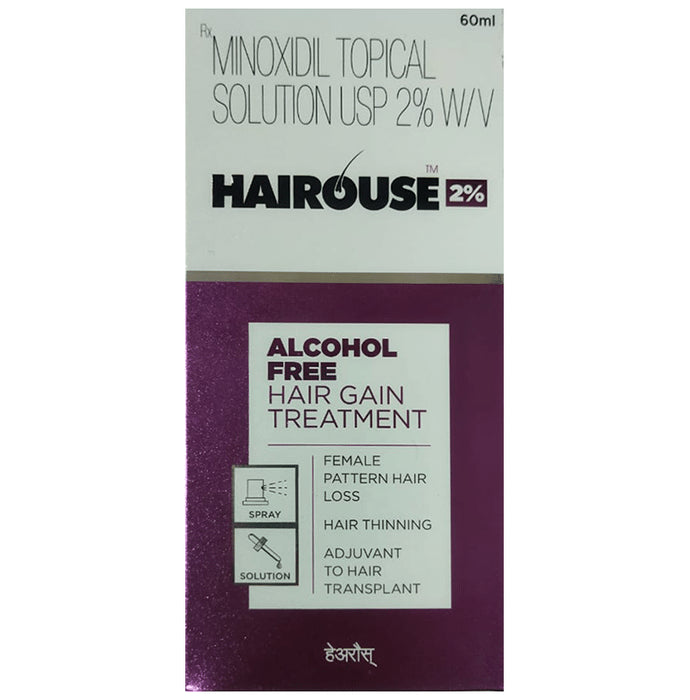 60ml
Rx
MINOXIDIL TOPICAL
SOLUTION USP 2% W/V
HAIROUSE™ 2%
ALCOHOL
FREE
HAIR GAIN
TREATMENT
FEMALE
PATTERN HAIR
LOSS
HAIR THINNING
ADJUVANT
TO HAIR
TRANSPLANT
SPRAY
SOLUTION
हेअरौस्